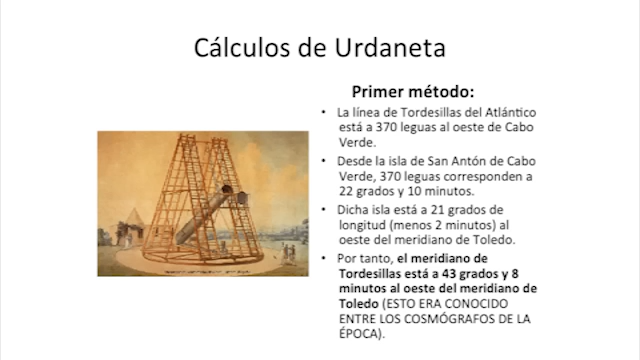 Cálculos de Urdaneta
Primer método:
• La línea de Tordesillas del Atlántico
está a 370 leguas al oeste de Cabo
Verde.
• Desde la isla de San Antón de Cabo
Verde, 370 leguas corresponden a
22 grados y 10 minutos.
• Dicha isla está a 21 grados de
longitud (menos 2 minutos) al
oeste del meridiano de Toledo.
• Por tanto, el meridiano de
Tordesillas está a 43 grados y 8
minutos al oeste del meridiano de
Toledo (ESTO ERA CONOCIDO
ENTRE LOS COSMÓGRAFOS DE LA
ÉPOCA).